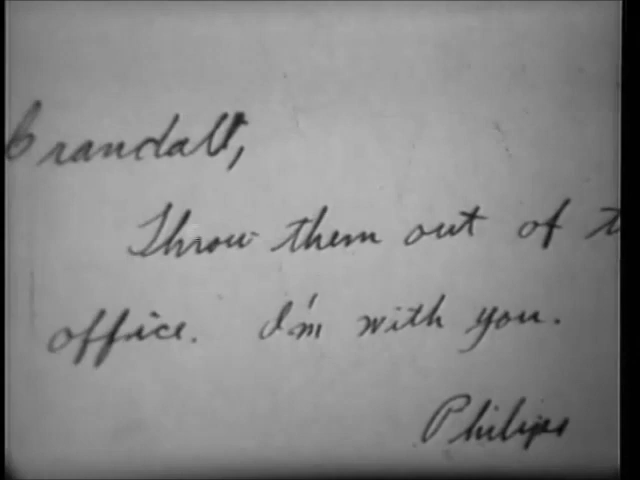 Crandall,
Throw them out of t
office. I'm with you.
Philips